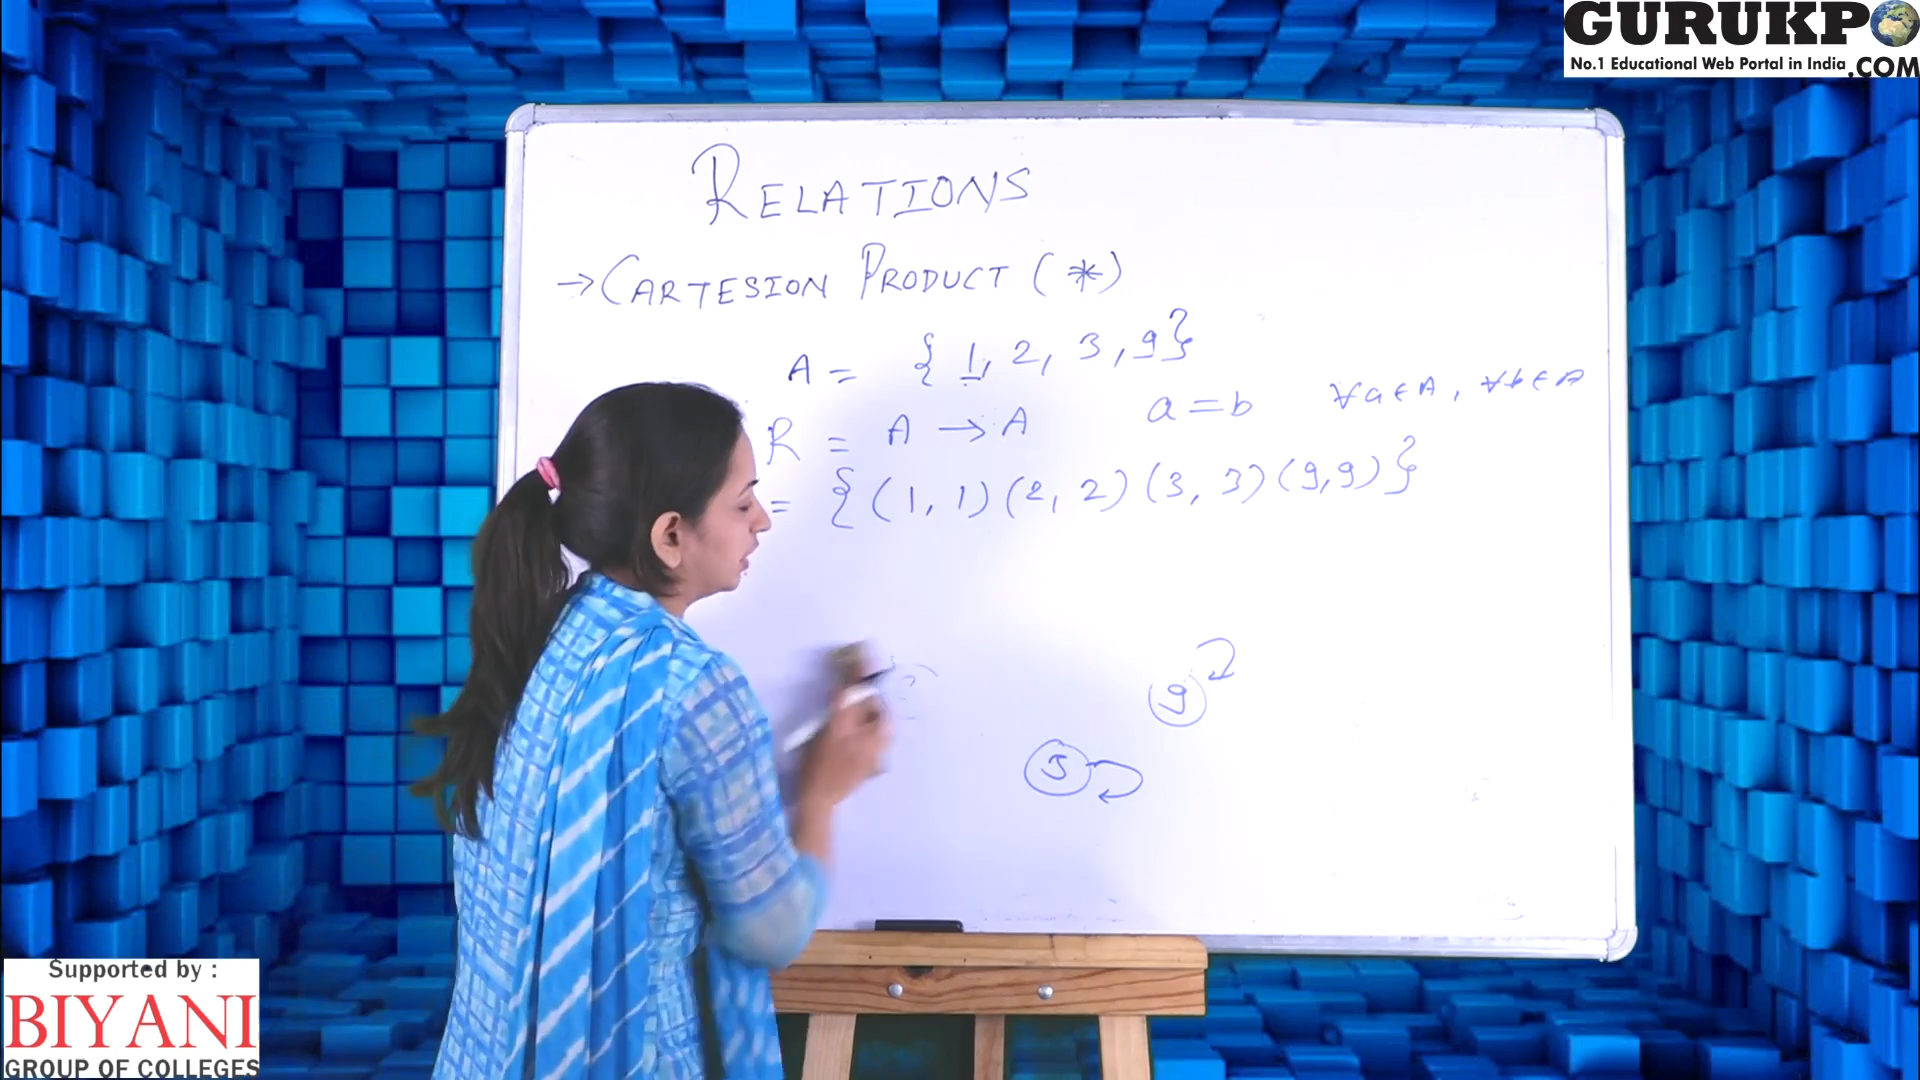 GURUKPO
No.1 Educational Web Portal in India .COM
RELATIONS
→ CARTESION PRODUCT (*)
A = { 1, 2, 3, 9 }
R = A → A a = b ∀a∈A, ∀b∈A
= { (1, 1) (2, 2) (3, 3) (9,9) }
9
3
Supported by :
BIYANI
GROUP OF COLLEGES